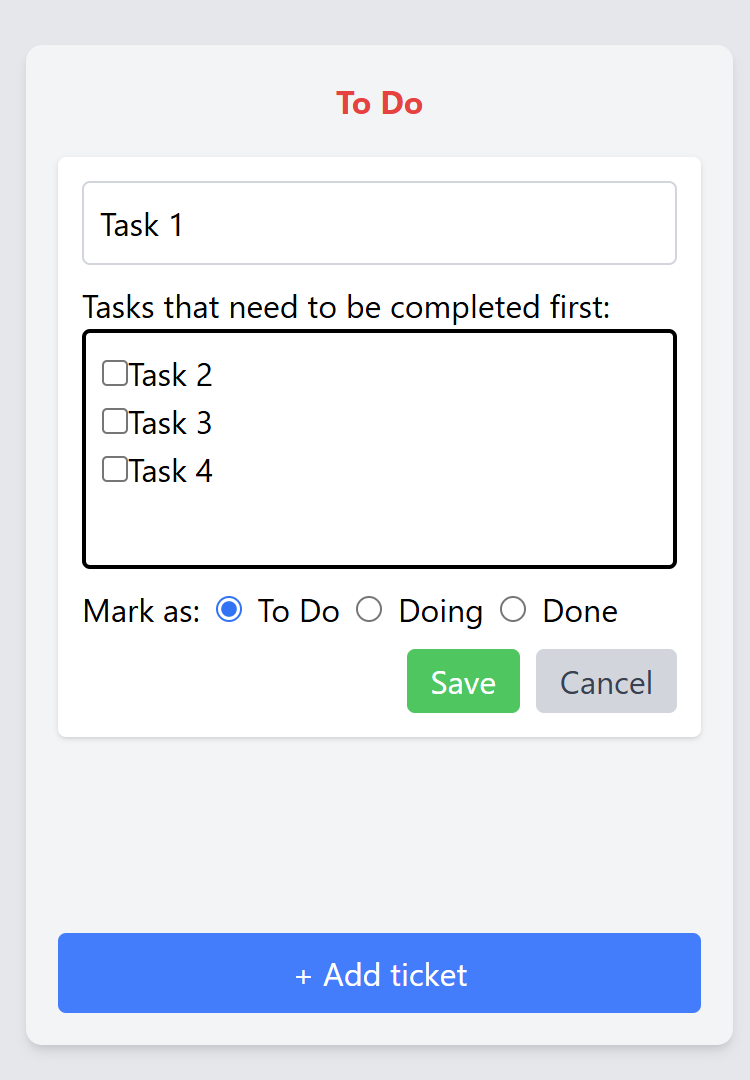 To Do
Task 1
Tasks that need to be completed first:
Task 2
Task 3
Task 4
Mark as: To Do Doing Done
Save Cancel
+ Add ticket